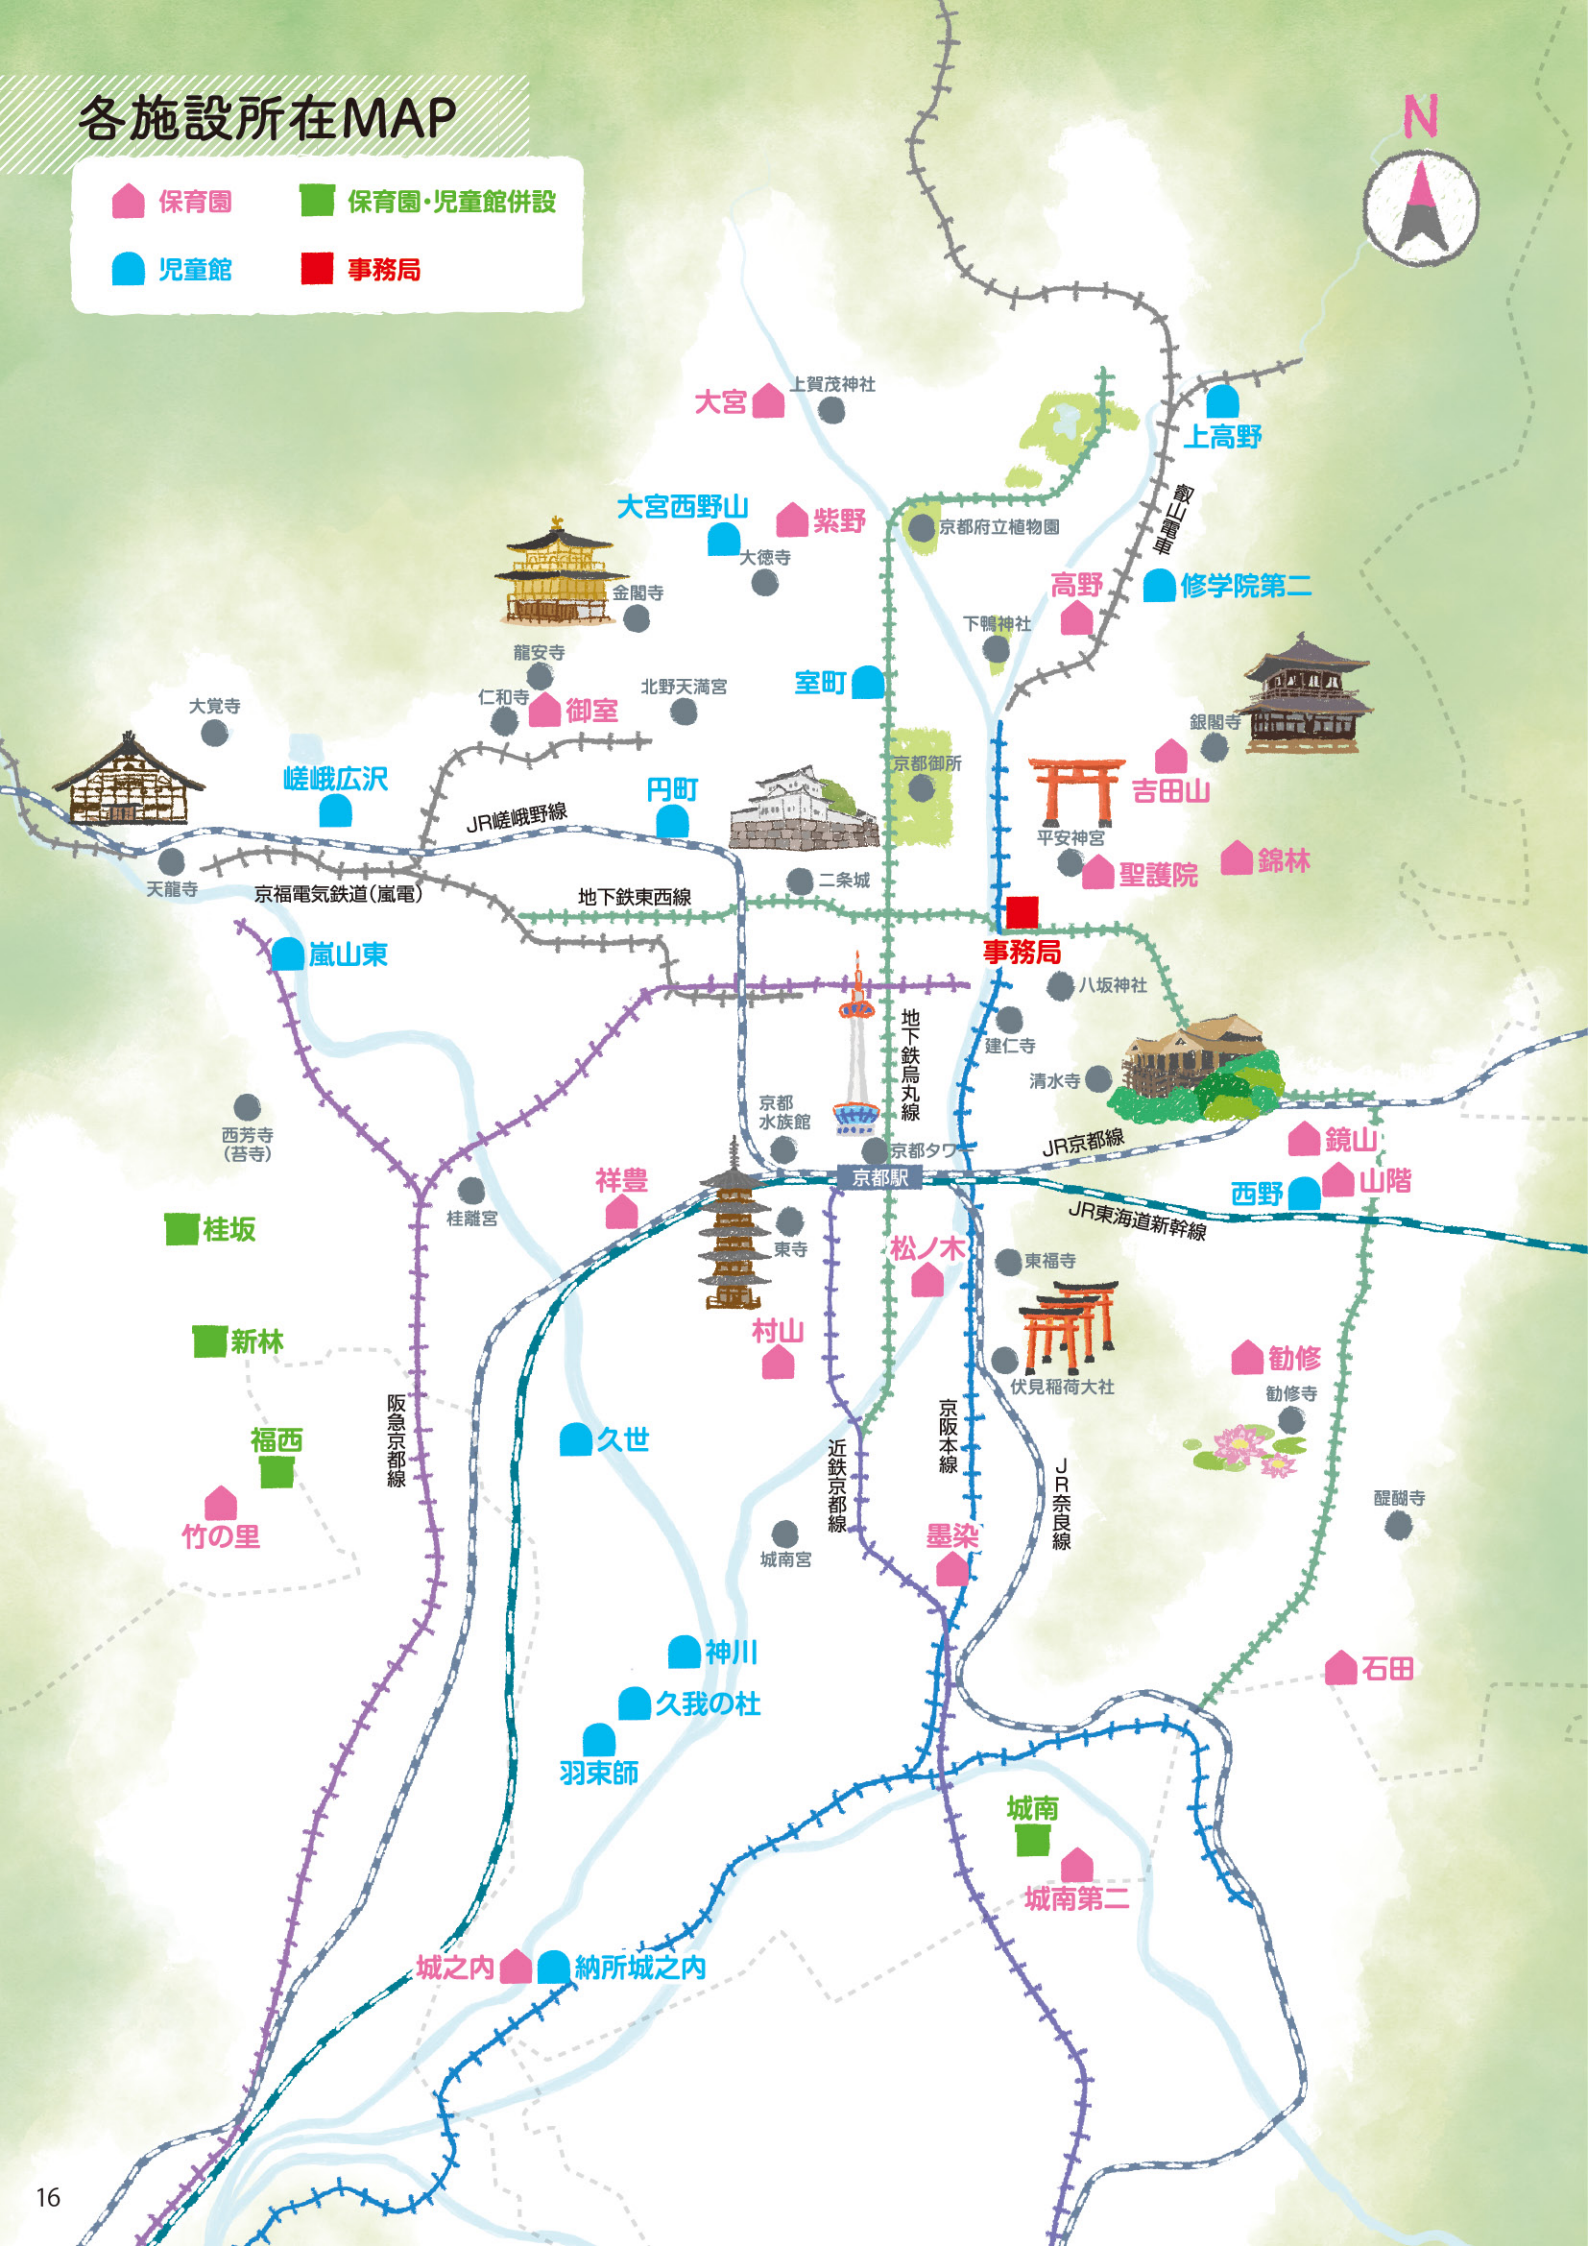 各施設所在MAP
保育園
保育園・児童館併設
児童館
事務局
N
大宮
上賀茂神社
上高野
大宮西野山
紫野
叡山電車
京都府立植物園
大徳寺
金閣寺
高野
修学院第二
下鴨神社
龍安寺
室町
北野天満宮
仁和寺
御室
大覚寺
銀閣寺
嵯峨広沢
円町
京都御所
吉田山
JR嵯峨野線
平安神宮
聖護院
錦林
天龍寺
京福電気鉄道(嵐電)
地下鉄東西線
二条城
事務局
嵐山東
八坂神社
地下鉄烏丸線
建仁寺
清水寺
京都
水族館
西芳寺
(苔寺)
京都タワー
JR京都線
鏡山
京都駅
祥豊
山階
西野
桂離宮
桂坂
東寺
JR東海道新幹線
松ノ木
東福寺
新林
村山
勧修
伏見稲荷大社
勧修寺
阪急京都線
福西
久世
近鉄京都線
京阪本線
JR奈良線
竹の里
醍醐寺
城南宮
墨染
神川
石田
久我の杜
羽束師
城南
城南第二
城之内
納所城之内
16